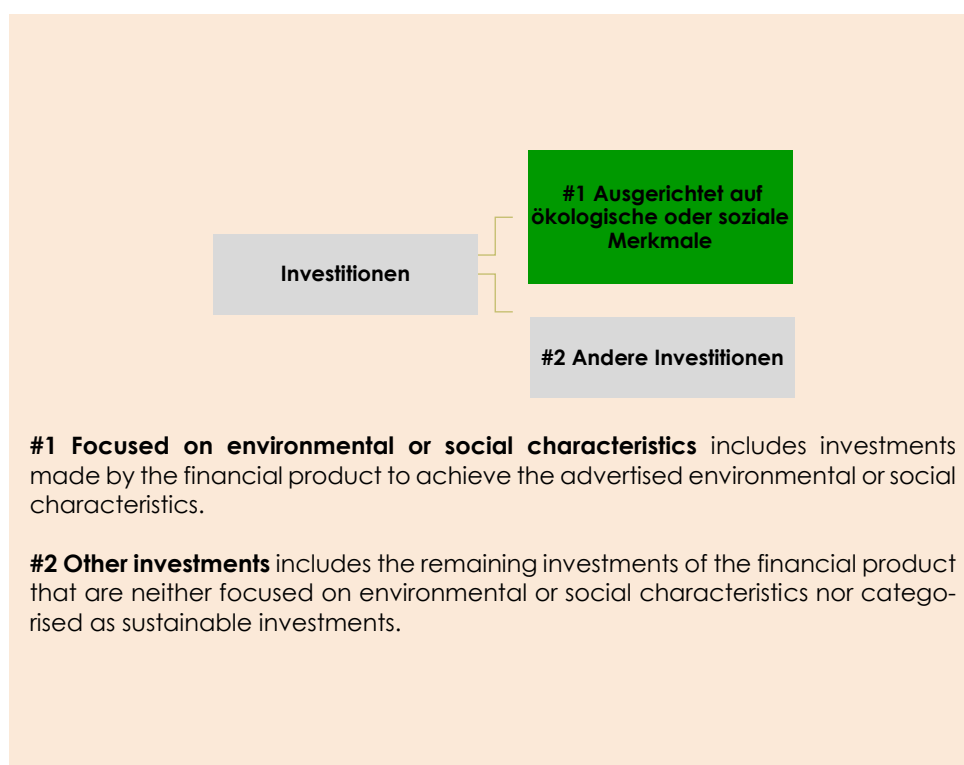 #1 Ausgerichtet auf
ökologische oder soziale
Merkmale
Investitionen
#2 Andere Investitionen
#1 Focused on environmental or social characteristics includes investments
made by the financial product to achieve the advertised environmental or social
characteristics.
#2 Other investments includes the remaining investments of the financial product
that are neither focused on environmental or social characteristics nor catego-
rised as sustainable investments.